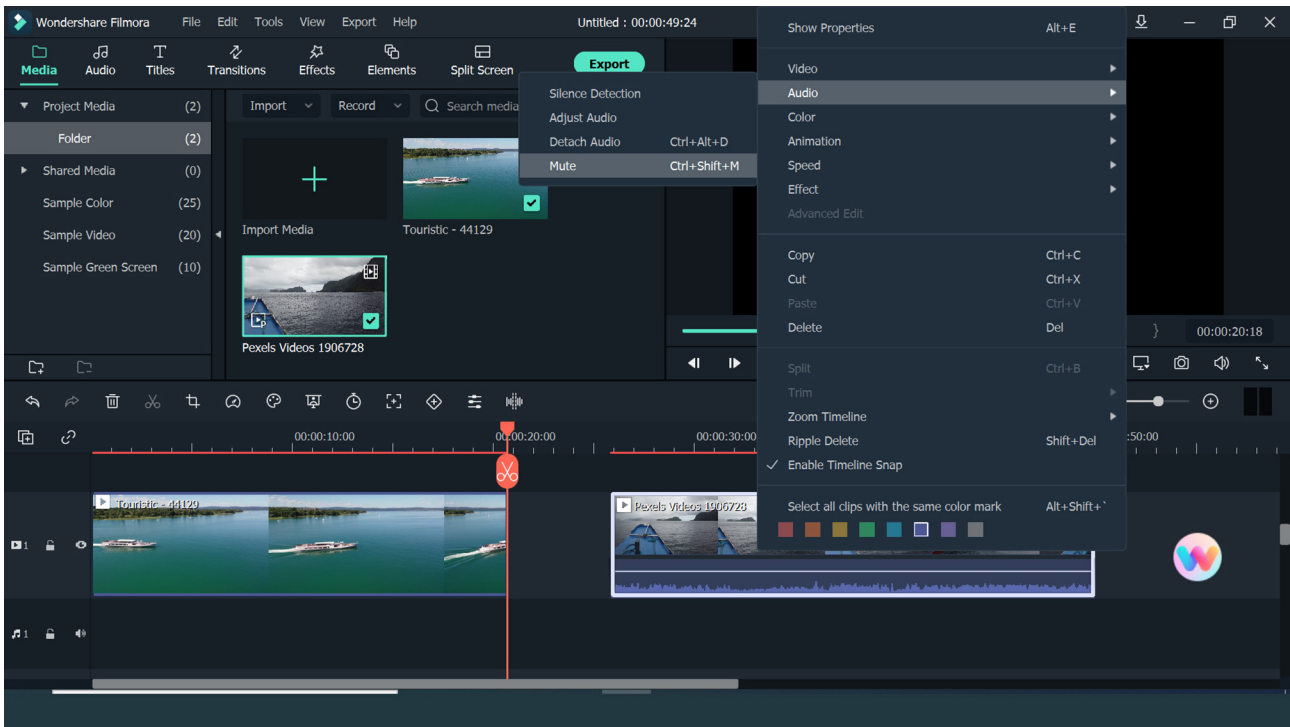 Wondershare Filmora File Edit Tools View Export Help Untitled : 00:00:49:24
Media Audio Titles Transitions Effects Elements Split Screen Export
Project Media (2)
Folder (2)
Shared Media (0)
Sample Color (25)
Sample Video (20)
Sample Green Screen (10)
Import Record Search media
Import Media
Touristic - 44129
Pexels Videos 1906728
Silence Detection
Adjust Audio
Detach Audio Ctrl+Alt+D
Mute Ctrl+Shift+M
Show Properties Alt+E
Video
Audio
Color
Animation
Speed
Effect
Advanced Edit
Copy Ctrl+C
Cut Ctrl+X
Paste Ctrl+V
Delete Del
Split Ctrl+B
Trim
Zoom Timeline
Ripple Delete Shift+Del
Enable Timeline Snap
Select all clips with the same color mark Alt+Shift+`
} 00:00:20:18
00:00:10:00 00:00:20:00 00:00:30:00 :50:00
Touristic - 44129
Pexels Videos 1906728
1
1